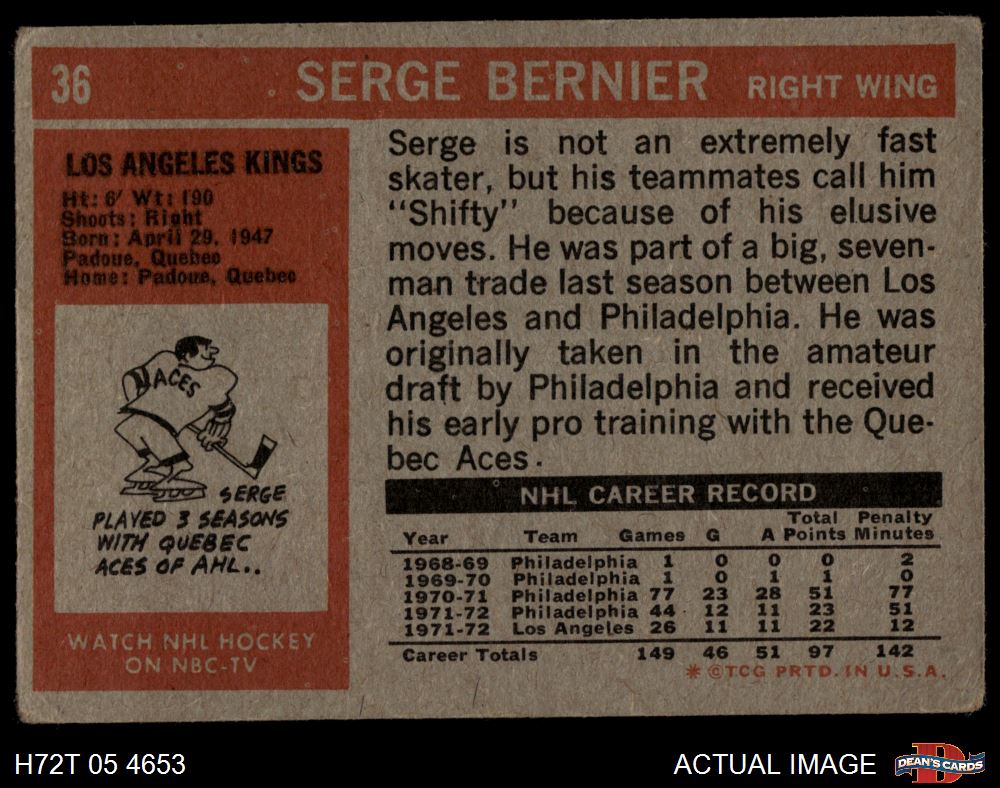 36 SERGE BERNIER RIGHT WING
LOS ANGELES KINGS
Ht: 6' Wt: 190
Shoots: Right
Born: April 29, 1947
Padoue, Quebec
Home: Padoue, Quebec
ACES
SERGE
PLAYED 3 SEASONS
WITH QUEBEC
ACES OF AHL..
WATCH NHL HOCKEY
ON NBC-TV
Serge is not an extremely fast
skater, but his teammates call him
"Shifty" because of his elusive
moves. He was part of a big, seven-
man trade last season between Los
Angeles and Philadelphia. He was
originally taken in the amateur
draft by Philadelphia and received
his early pro training with the Que-
bec Aces.
NHL CAREER RECORD
Year Team Games G A Total Points Penalty Minutes
1968-69 Philadelphia 1 0 0 0 2
1969-70 Philadelphia 1 0 1 1 0
1970-71 Philadelphia 77 23 28 51 77
1971-72 Philadelphia 44 12 11 23 51
1971-72 Los Angeles 26 11 11 22 12
Career Totals 149 46 51 97 142
* ©TCG PRTD. IN U.S.A.
H72T 05 4653 ACTUAL IMAGE
DEAN'S CARDS